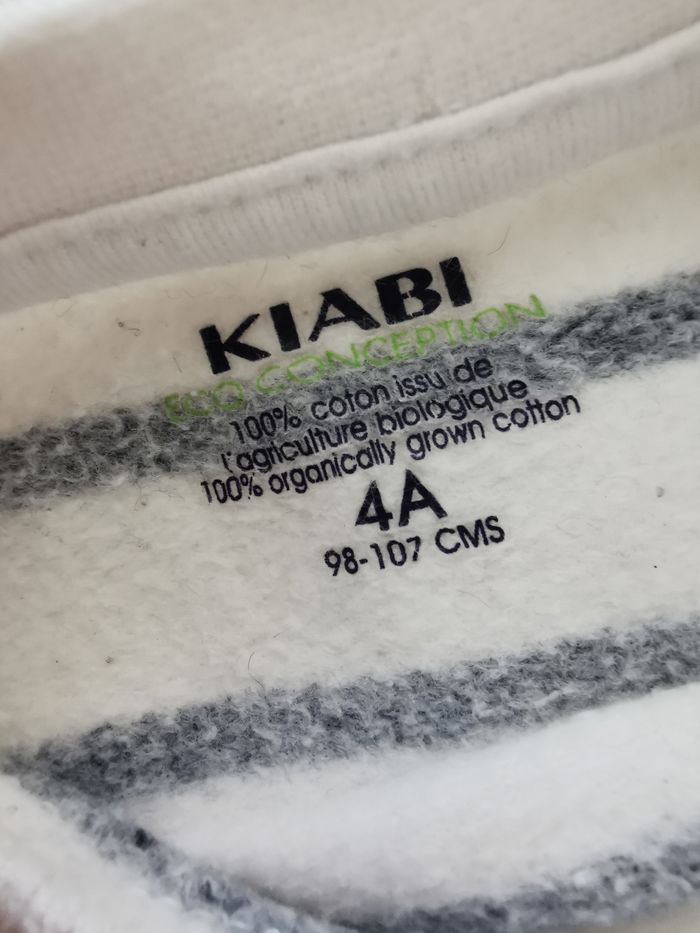 KIABI
ECO CONCEPTION
100% coton issu de
l'agriculture biologique
100% organically grown cotton
4A
98-107 CMS